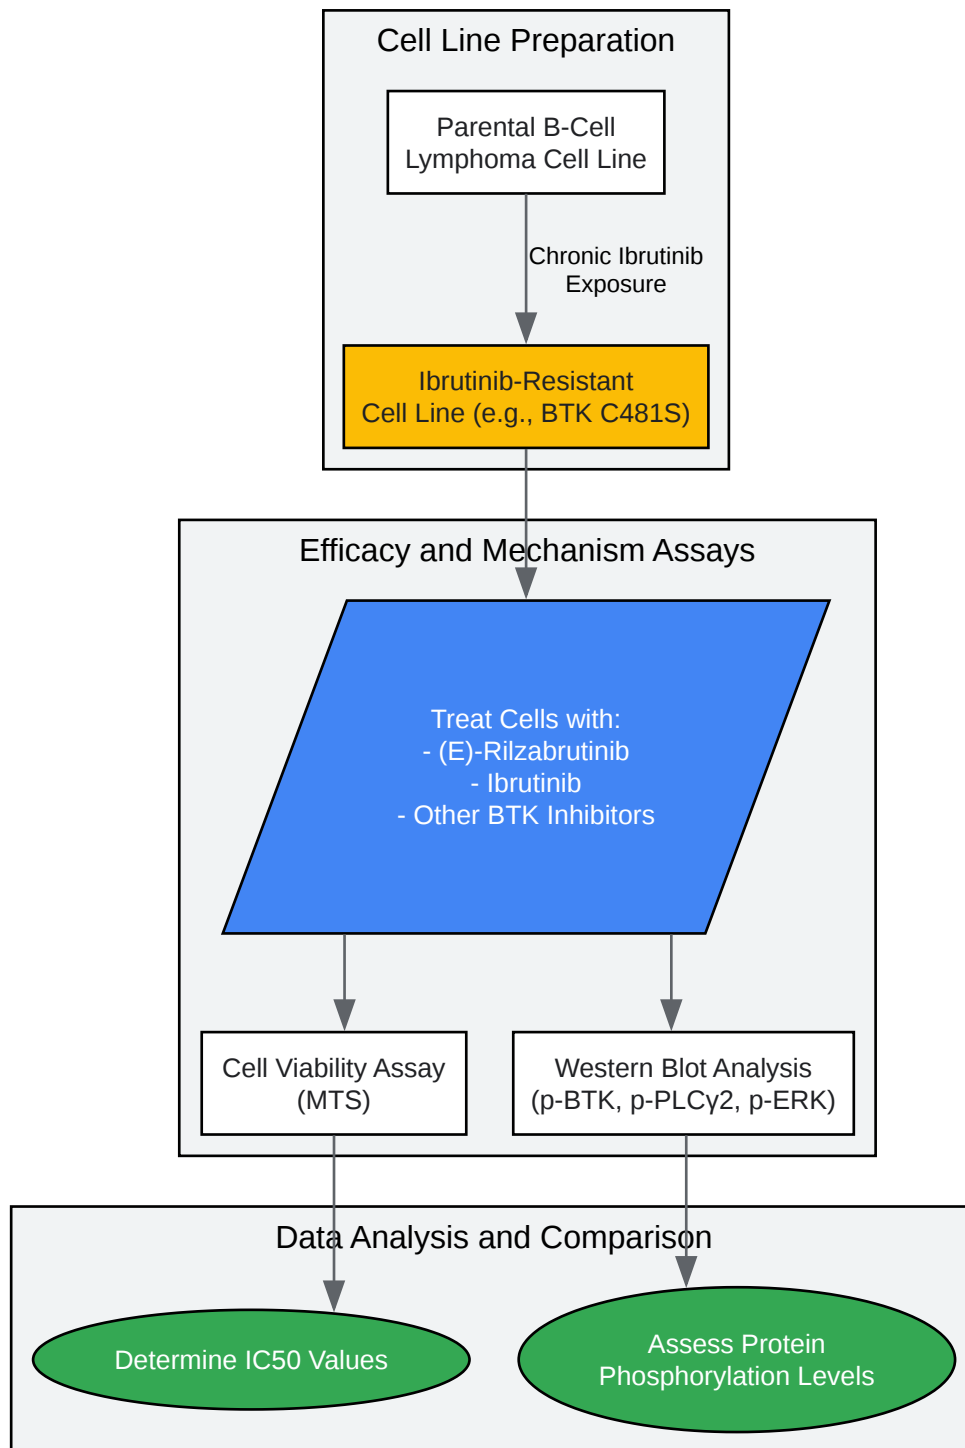 Cell Line Preparation
Parental B-Cell
Lymphoma Cell Line
Chronic Ibrutinib
Exposure
Ibrutinib-Resistant
Cell Line (e.g., BTK C481S)
Efficacy and Mechanism Assays
Treat Cells with:
- (E)-Rilzabrutinib
- Ibrutinib
- Other BTK Inhibitors
Cell Viability Assay
(MTS)
Western Blot Analysis
(p-BTK, p-PLCγ2, p-ERK)
Data Analysis and Comparison
Determine IC50 Values
Assess Protein
Phosphorylation Levels